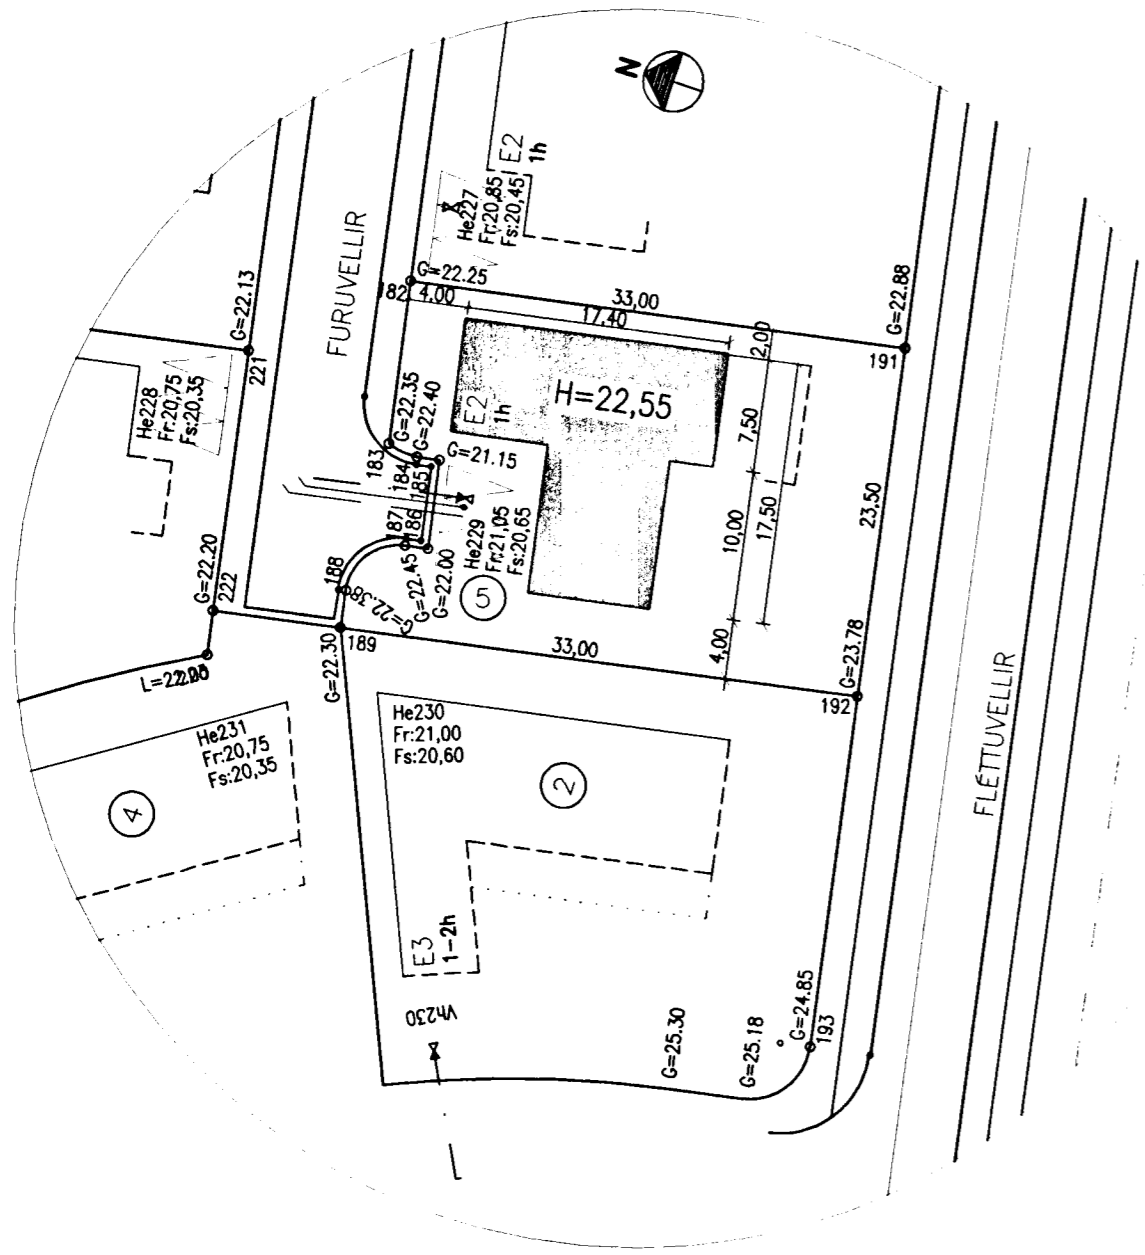 N
E2
1h
He227
Fr:20,85
Fs:20,45
FURUVELLIR
G=22.13
221
182
4,00
G=22.25
33,00
17,40
2,00
G=22.88
191
He228
Fr:20,75
Fs:20,35
E2
1h
H=22,55
7,50
G=22.35
G=22.40
G=21.15
183
184
185
186
187
188
10,00
17,50
23,50
He229
Fr:21,05
Fs:20,65
5
G=22.45
G=22.00
G=22.38
G=22.20
222
G=22.30
189
33,00
4,00
G=23.78
192
FLÉTTUVELLIR
He231
Fr:20,75
Fs:20,35
4
He230
Fr:21,00
Fs:20,60
2
E3
1-2h
Vh230
G=25.30
G=25.18
G=24.85
193